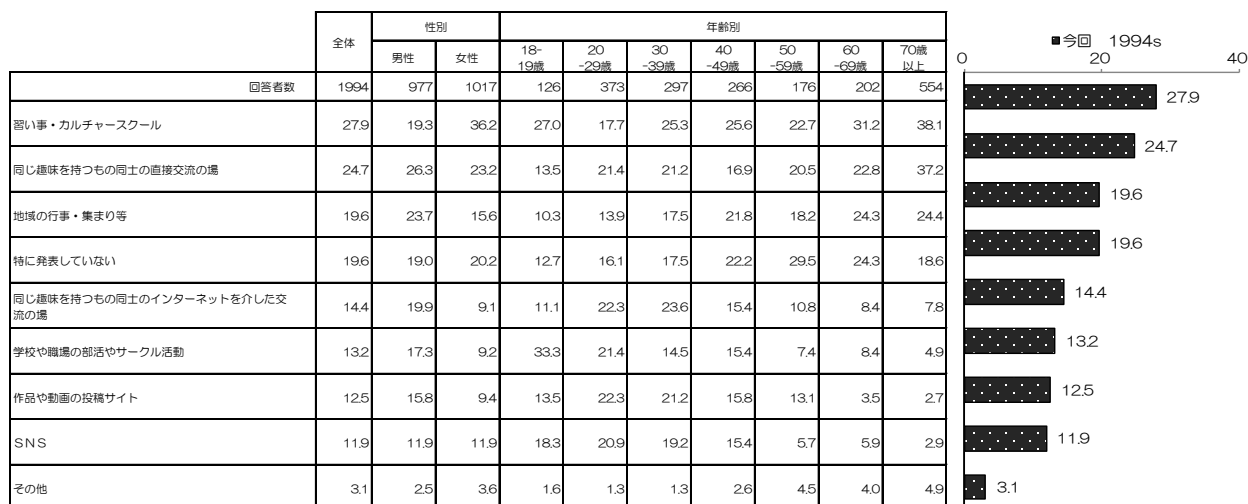 全体 性別 年齢別
男性 女性 18-19歳 20-29歳 30-39歳 40-49歳 50-59歳 60-69歳 70歳以上
回答者数 1994 977 1017 126 373 297 266 176 202 554
習い事・カルチャースクール 27.9 19.3 36.2 27.0 17.7 25.3 25.6 22.7 31.2 38.1
同じ趣味を持つもの同士の直接交流の場 24.7 26.3 23.2 13.5 21.4 21.2 16.9 20.5 22.8 37.2
地域の行事・集まり等 19.6 23.7 15.6 10.3 13.9 17.5 21.8 18.2 24.3 24.4
特に発表していない 19.6 19.0 20.2 12.7 16.1 17.5 22.2 29.5 24.3 18.6
同じ趣味を持つもの同士のインターネットを介した交
流の場 14.4 19.9 9.1 11.1 22.3 23.6 15.4 10.8 8.4 7.8
学校や職場の部活やサークル活動 13.2 17.3 9.2 33.3 21.4 14.5 15.4 7.4 8.4 4.9
作品や動画の投稿サイト 12.5 15.8 9.4 13.5 22.3 21.2 15.8 13.1 3.5 2.7
ＳＮＳ 11.9 11.9 11.9 18.3 20.9 19.2 15.4 5.7 5.9 2.9
その他 3.1 2.5 3.6 1.6 1.3 1.3 2.6 4.5 4.0 4.9
■今回 1994s
0 20 40
27.9
24.7
19.6
19.6
14.4
13.2
12.5
11.9
3.1